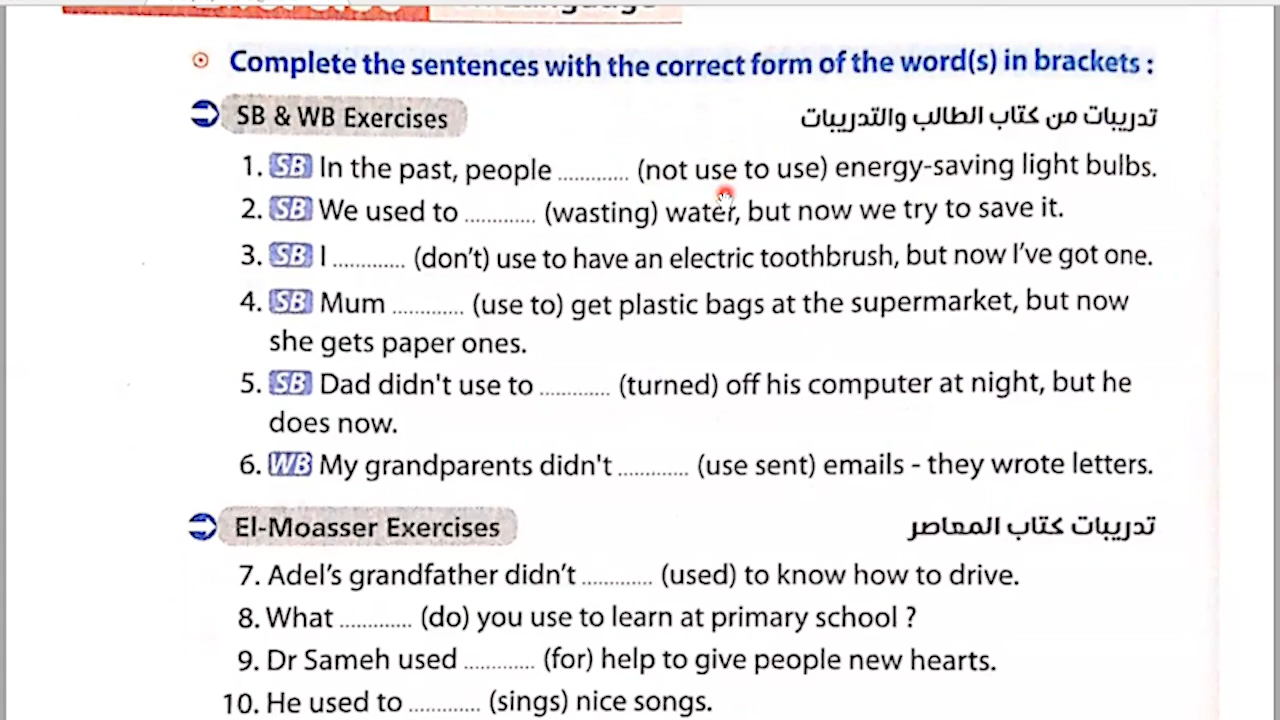 Complete the sentences with the correct form of the word(s) in brackets :
SB & WB Exercises تدريبات من كتاب الطالب والتدريبات
1. SB In the past, people ............. (not use to use) energy-saving light bulbs.
2. SB We used to ............. (wasting) water, but now we try to save it.
3. SB I ............. (don't) use to have an electric toothbrush, but now I've got one.
4. SB Mum ............. (use to) get plastic bags at the supermarket, but now
she gets paper ones.
5. SB Dad didn't use to ............. (turned) off his computer at night, but he
does now.
6. WB My grandparents didn't ............. (use sent) emails - they wrote letters.
El-Moasser Exercises تدريبات كتاب المعاصر
7. Adel's grandfather didn't ............. (used) to know how to drive.
8. What ............. (do) you use to learn at primary school ?
9. Dr Sameh used ............. (for) help to give people new hearts.
10. He used to ............. (sings) nice songs.